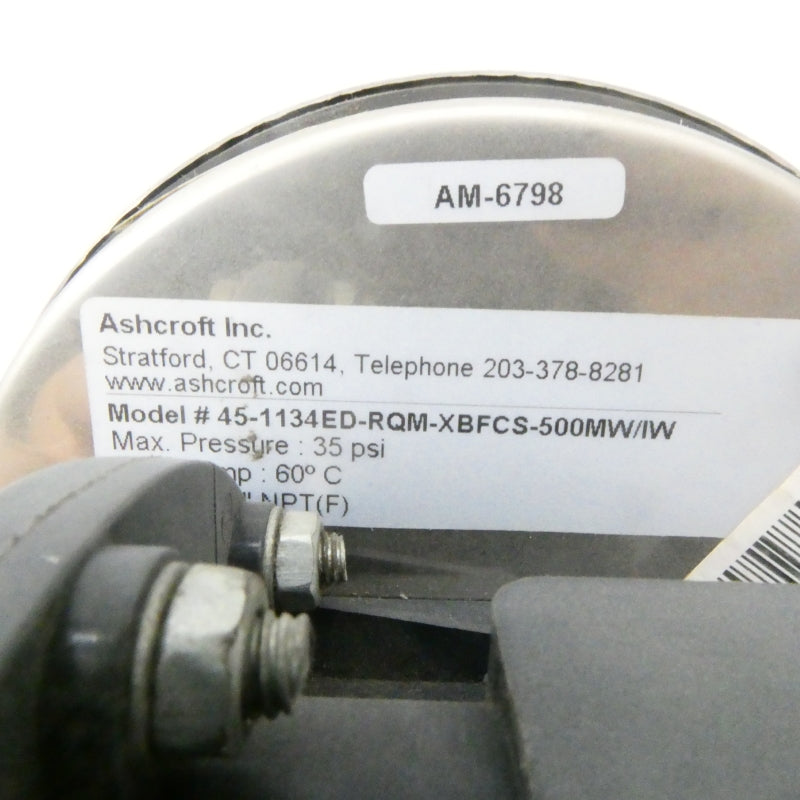 AM-6798
Ashcroft Inc.
Stratford, CT 06614, Telephone 203-378-8281
www.ashcroft.com
Model # 45-1134ED-RQM-XBFCS-500MW/IW
Max. Pressure : 35 psi
: 60º C
NPT(F)